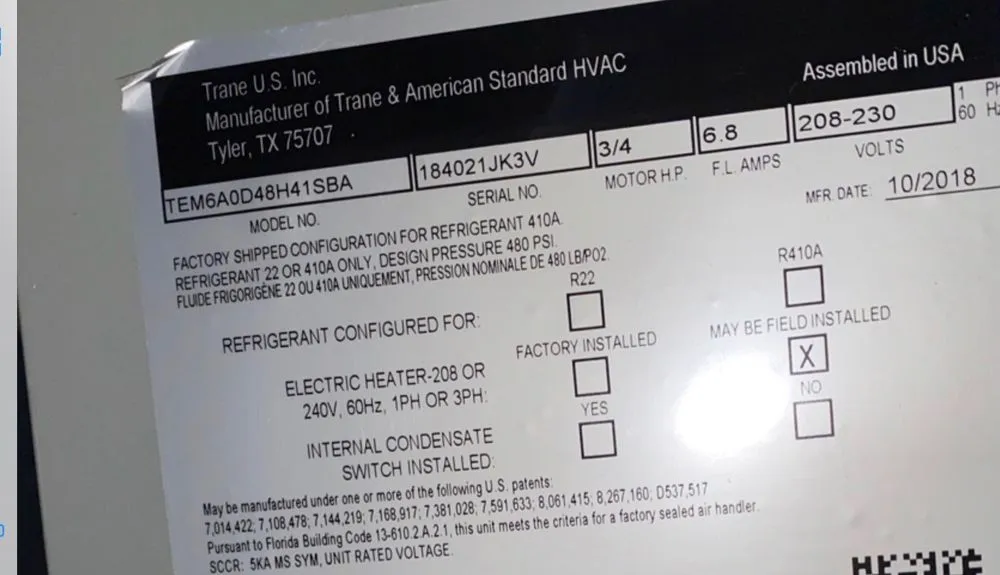 Trane U.S. Inc.
Manufacturer of Trane & American Standard HVAC
Tyler, TX 75707
Assembled in USA
TEM6A0D48H41SBA
184021JK3V
3/4
6.8
208-230
1
60
MODEL NO.
SERIAL NO.
MOTOR H.P.
F.L. AMPS
VOLTS
MFR. DATE: 10/2018
FACTORY SHIPPED CONFIGURATION FOR REFRIGERANT 410A.
REFRIGERANT 22 OR 410A ONLY, DESIGN PRESSURE 480 PSI.
FLUIDE FRIGORIGÈNE 22 OU 410A UNIQUEMENT, PRESSION NOMINALE DE 480 LB/PO2.
R22
R410A
REFRIGERANT CONFIGURED FOR:
FACTORY INSTALLED
MAY BE FIELD INSTALLED
ELECTRIC HEATER-208 OR
240V, 60Hz, 1PH OR 3PH:
X
YES
NO
INTERNAL CONDENSATE
SWITCH INSTALLED:
May be manufactured under one or more of the following U.S. patents:
7,014,422; 7,108,478; 7,144,219; 7,168,917; 7,381,028; 7,591,633; 8,061,415; 8,267,160; D537,517
Pursuant to Florida Building Code 13-610.2.A.2.1, this unit meets the criteria for a factory sealed air handler.
SCCR: 5KA MS SYM, UNIT RATED VOLTAGE.